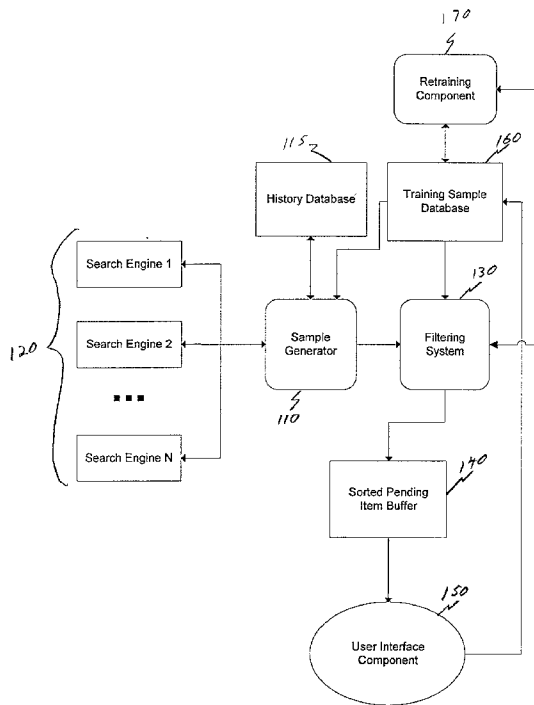 170
Retraining
Component
115
160
History Database
Training Sample
Database
Search Engine 1
130
120
Search Engine 2
Sample
Generator
Filtering
System
110
Search Engine N
140
Sorted Pending
Item Buffer
150
User Interface
Component